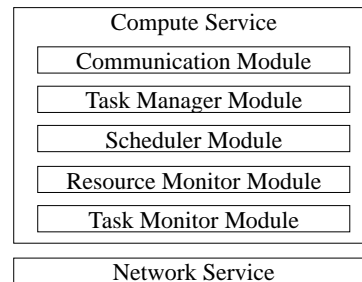 Compute Service
Communication Module
Task Manager Module
Scheduler Module
Resource Monitor Module
Task Monitor Module
Network Service